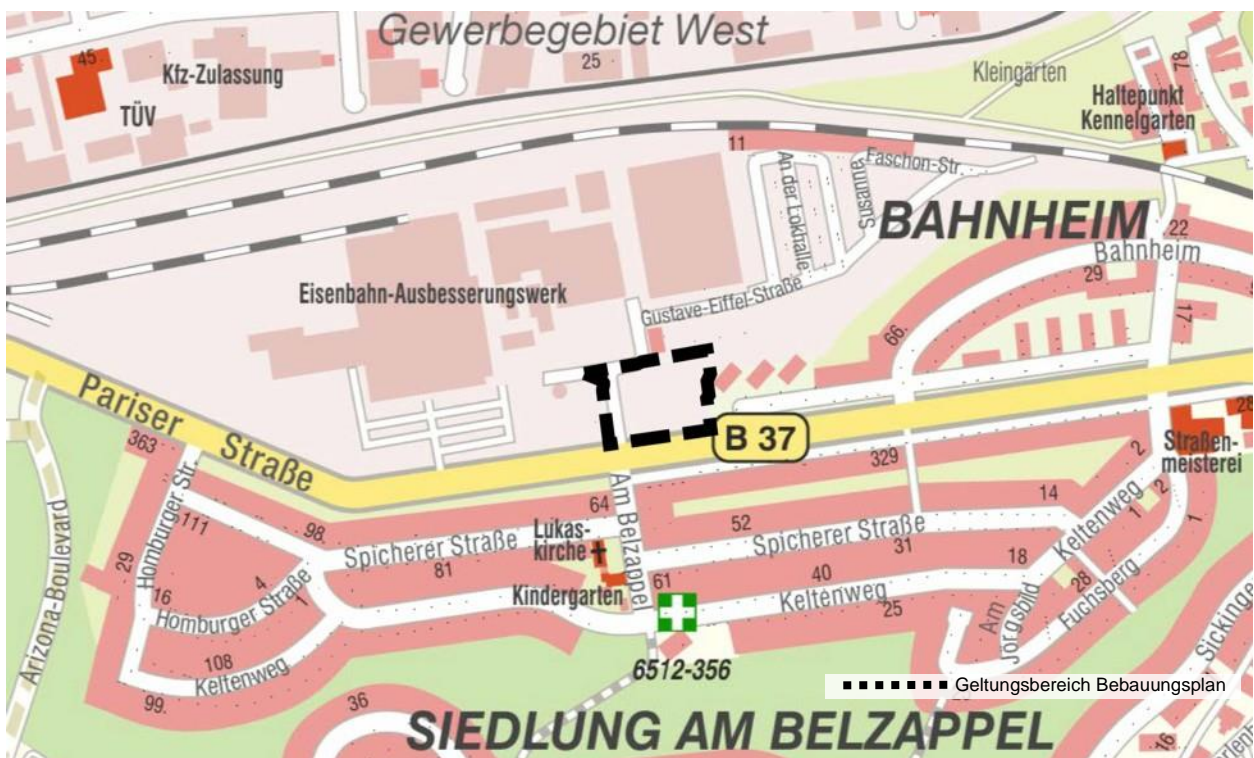 Gewerbegebiet West
45
Kfz-Zulassung
TÜV
25
Kleingärten
78
Haltepunkt
Kennelgarten
11
Faschon-Str.
Susanne
An der Lokhalle
BAHNHEIM
22
Bahnheim
29
17
66.
Eisenbahn-Ausbesserungswerk
Gustave-Eiffel-Straße
Pariser Straße
B 37
28
Straßen-
meisterei
363
329
Homburger Str.
111
98.
64
Am Belzappel
52
14
2
2
1
1
Spicherer Straße
Lukas-
kirche
Spicherer Straße
31
18
Keltenweg
29
16
4
1
81
61
40
28
Homburger Straße
Kindergarten
Keltenweg
25
Am
Jorgsbild
Fuchsberg
Arizona-Boulevard
108
Keltenweg
99.
6512-356
36
Geltungsbereich Bebauungsplan
SIEDLUNG AM BELZAPPEL
16